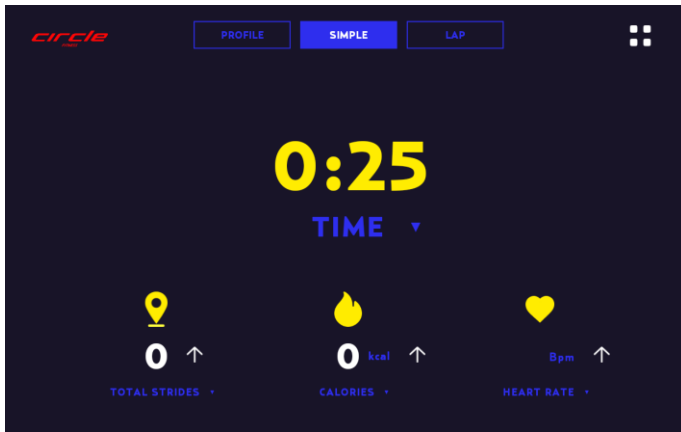 circle
PROFILE SIMPLE LAP
0:25
TIME
0 0 kcal Bpm
TOTAL STRIDES CALORIES HEART RATE